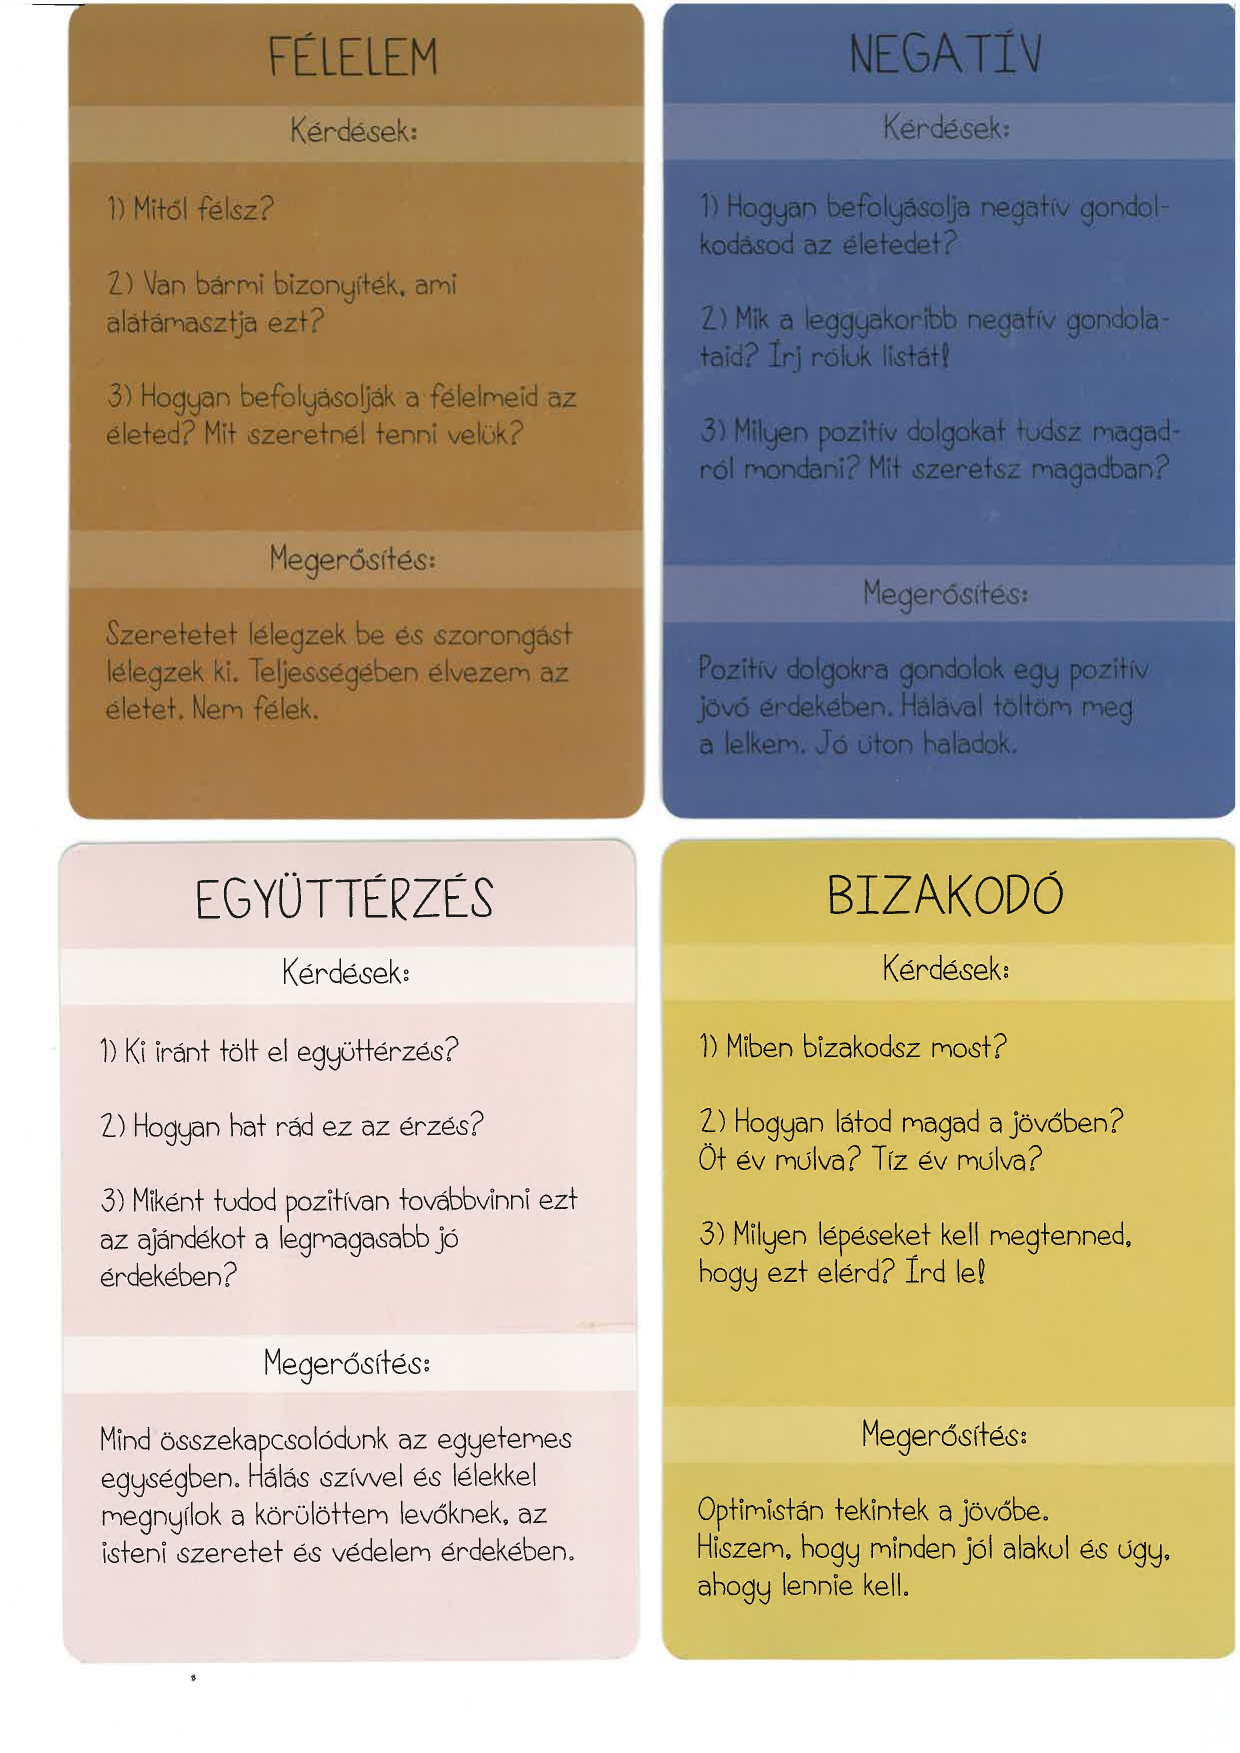 FÉLELEM
Kérdések:
1) Mitől félsz?
2) Van bármi bizonyíték, ami
alátámasztja ezt?
3) Hogyan befolyásolják a félelmeid az
életed? Mit szeretnél tenni velük?
Megerősítés:
Szeretetet lélegzek be és szorongást
lélegzek ki. Teljességében élvezem az
életet. Nem félek.
NEGATÍV
Kérdések:
1) Hogyan befolyásolja negatív gondol-
kodásod az életedet?
2) Mik a leggyakoribb negatív gondola-
taid? Írj róluk listát!
3) Milyen pozitív dolgokat tudsz magad-
ról mondani? Mit szeretsz magadban?
Megerősítés:
Pozitív dolgokra gondolok egy pozitív
jövő érdekében. Hálával töltöm meg
a lelkem. Jó úton haladok.
EGYÜTTÉRZÉS
Kérdések:
1) Ki iránt tölt el együttérzés?
2) Hogyan hat rád ez az érzés?
3) Miként tudod pozitívan továbbvinni ezt
az ajándékot a legmagasabb jó
érdekében?
Megerősítés:
Mind összekapcsolódunk az egyetemes
egységben. Hálás szívvel és lélekkel
megnyílok a körülöttem levőknek, az
isteni szeretet és védelem érdekében.
BIZAKODÓ
Kérdések:
1) Miben bizakodsz most?
2) Hogyan látod magad a jövőben?
Öt év múlva? Tíz év múlva?
3) Milyen lépéseket kell megtenned,
hogy ezt elérd? Írd le!
Megerősítés:
Optimistán tekintek a jövőbe.
Hiszem, hogy minden jól alakul és úgy,
ahogy lennie kell.